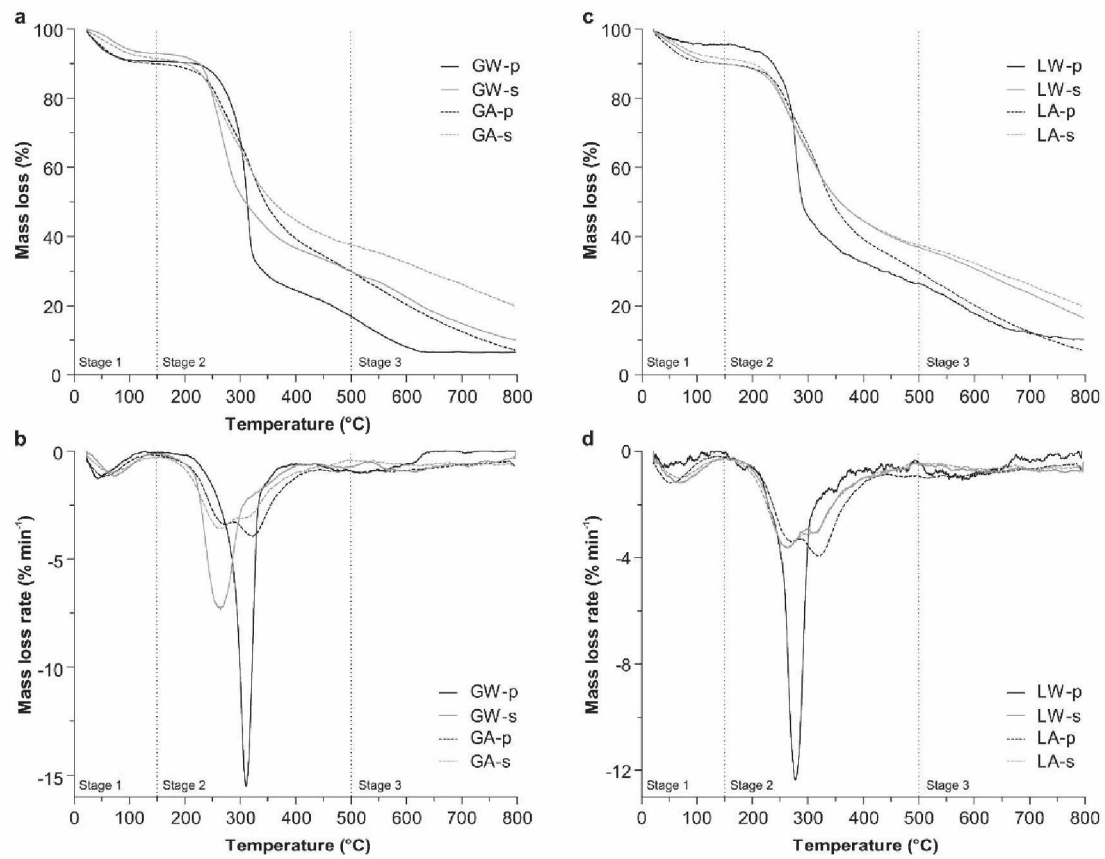 a
100
80
60
40
20
0
Mass loss (%)
GW-p
GW-s
GA-p
GA-s
Stage 1
Stage 2
Stage 3
0 100 200 300 400 500 600 700 800
Temperature (°C)
c
100
80
60
40
20
0
Mass loss (%)
LW-p
LW-s
LA-p
LA-s
Stage 1
Stage 2
Stage 3
0 100 200 300 400 500 600 700 800
b
0
-5
-10
-15
Mass loss rate (% min-1)
GW-p
GW-s
GA-p
GA-s
Stage 1
Stage 2
Stage 3
0 100 200 300 400 500 600 700 800
Temperature (°C)
d
0
-4
-8
-12
Mass loss rate (% min-1)
LW-p
LW-s
LA-p
LA-s
Stage 1
Stage 2
Stage 3
0 100 200 300 400 500 600 700 800
Temperature (°C)